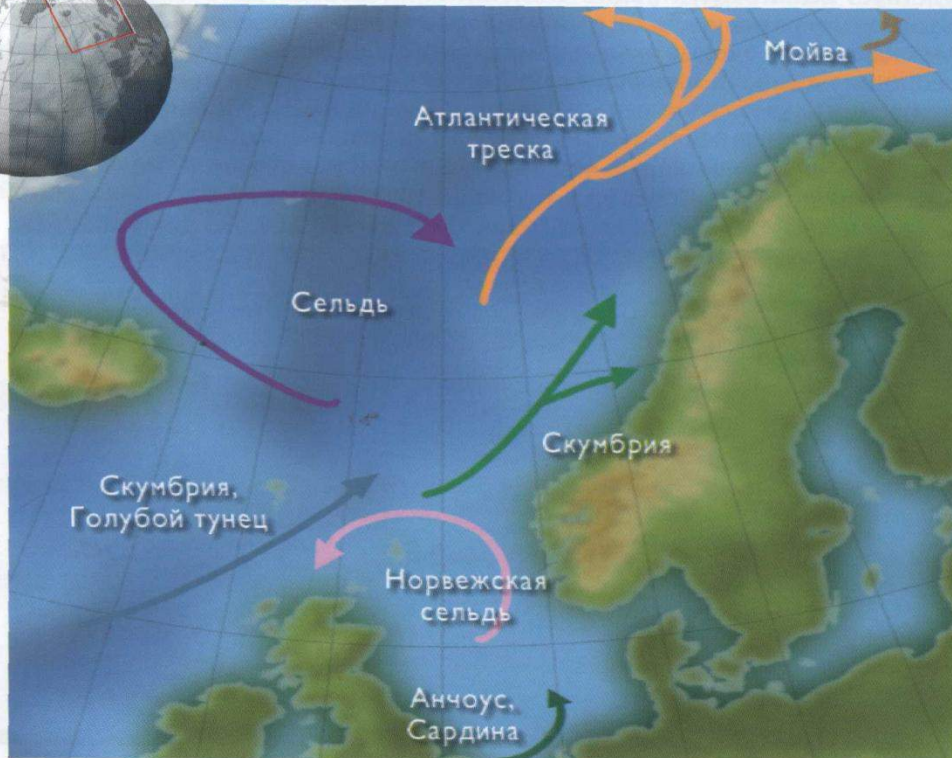 Мойва
Атлантическая
треска
Сельдь
Скумбрия
Скумбрия,
Голубой тунец
Норвежская
сельдь
Анчоус,
Сардина